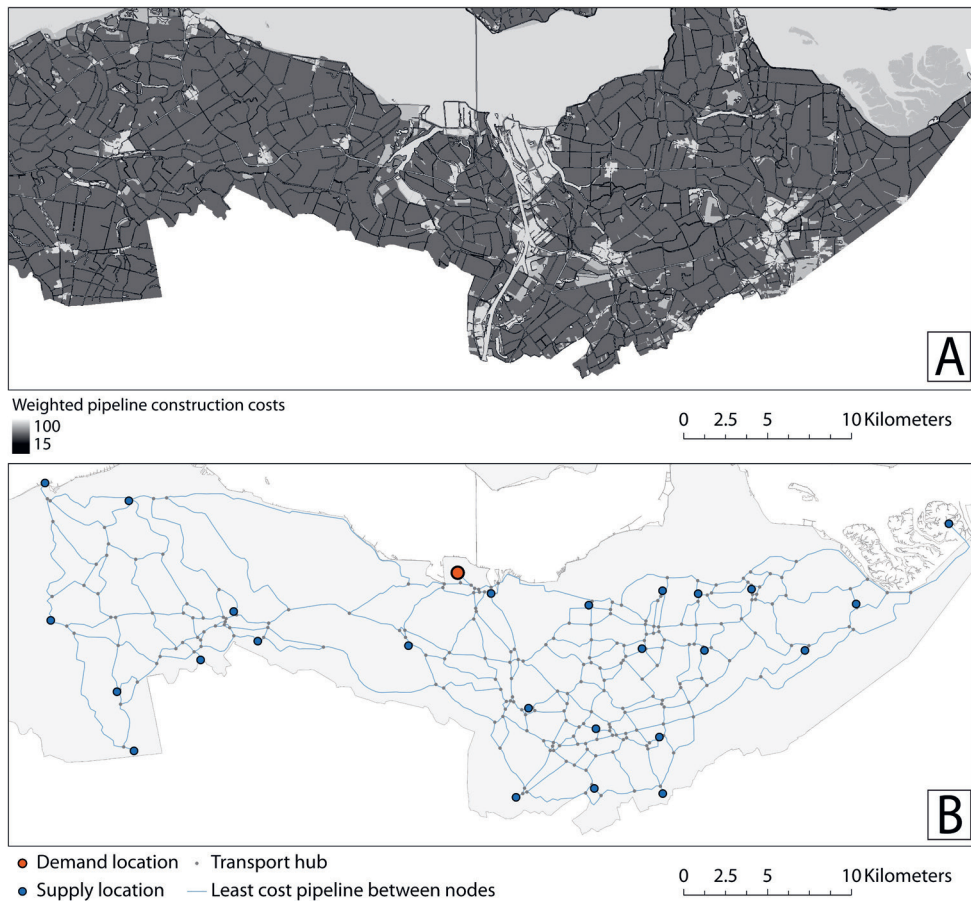 A
Weighted pipeline construction costs
100
15
0 2.5 5 10 Kilometers
B
Demand location
Transport hub
Supply location
Least cost pipeline between nodes
0 2.5 5 10 Kilometers